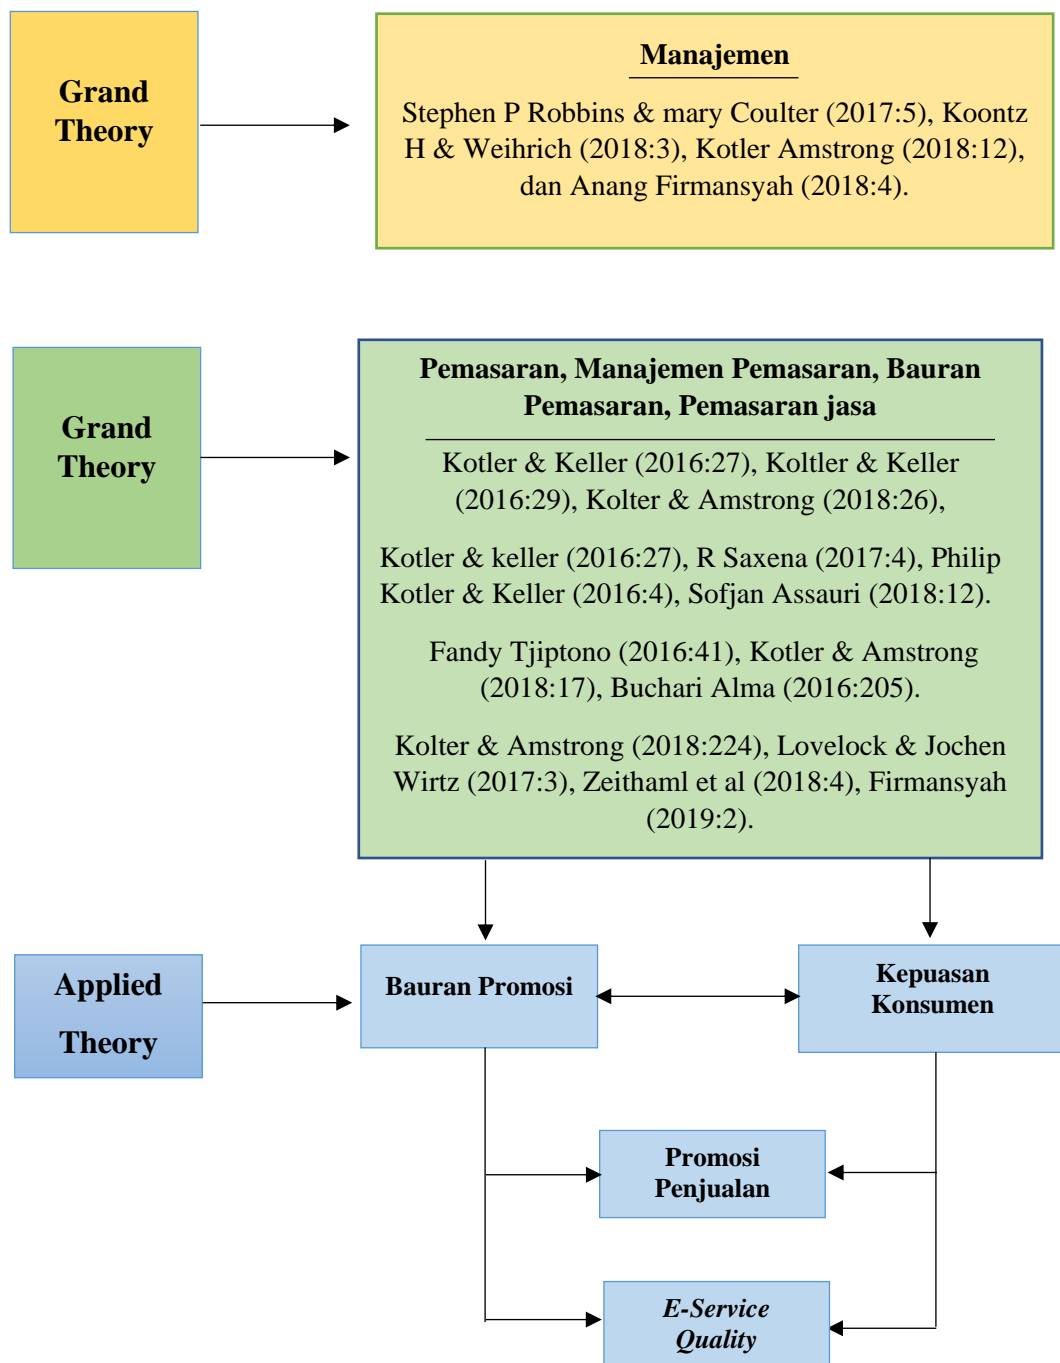 Grand
Theory
Manajemen
Stephen P Robbins & mary Coulter (2017:5), Koontz
H & Weihrich (2018:3), Kotler Amstrong (2018:12),
dan Anang Firmansyah (2018:4).
Grand
Theory
Pemasaran, Manajemen Pemasaran, Bauran
Pemasaran, Pemasaran jasa
Kotler & Keller (2016:27), Koltler & Keller
(2016:29), Kolter & Amstrong (2018:26),
Kotler & keller (2016:27), R Saxena (2017:4), Philip
Kotler & Keller (2016:4), Sofjan Assauri (2018:12).
Fandy Tjiptono (2016:41), Kotler & Amstrong
(2018:17), Buchari Alma (2016:205).
Kolter & Amstrong (2018:224), Lovelock & Jochen
Wirtz (2017:3), Zeithaml et al (2018:4), Firmansyah
(2019:2).
Applied
Theory
Bauran Promosi
Kepuasan
Konsumen
Promosi
Penjualan
E-Service
Quality